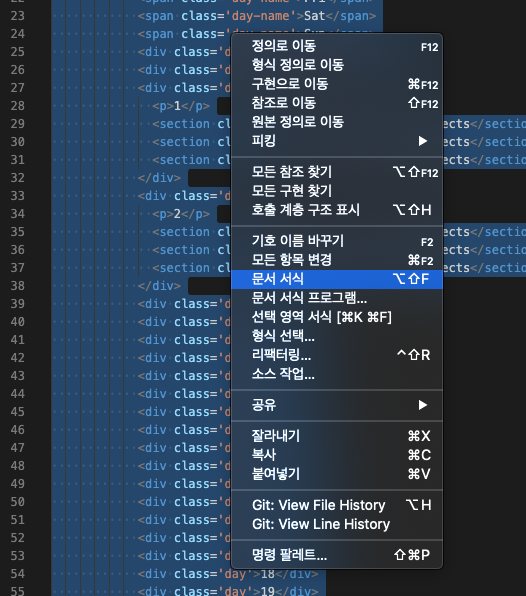 22 <span class='day-name'>Fri</span>
23 <span class='day-name'>Sat</span>
24 <span class='day-name'>Sun</span>
25 <div class='d
26 <div class='d
27 <div class='d
28 <p>1</p>
29 <section cl ects</section
30 <section cl ects</section
31 <section cl ects</section
32 </div>
33 <div class='d
34 <p>2</p>
35 <section cl ects</section
36 <section cl ects</section
37 <section cl ects</section
38 </div>
39 <div class='d
40 <div class='d
41 <div class='d
42 <div class='d
43 <div class='d
44 <div class='d
45 <div class='d
46 <div class='d
47 <div class='d
48 <div class='d
49 <div class='d
50 <div class='d
51 <div class='d
52 <div class='d
53 <div class='d
54 <div class='day'>18</div>
55 <div class='day'>19</div>
정의로 이동 F12
형식 정의로 이동
구현으로 이동 ⌘F12
참조로 이동 ⇧F12
원본 정의로 이동
피킹 ▶
모든 참조 찾기 ⌥⇧F12
모든 구현 찾기
호출 계층 구조 표시 ⌥⇧H
기호 이름 바꾸기 F2
모든 항목 변경 ⌘F2
문서 서식 ⌥⇧F
문서 서식 프로그램...
선택 영역 서식 [⌘K ⌘F]
형식 선택...
리팩터링... ^⇧R
소스 작업...
공유 ▶
잘라내기 ⌘X
복사 ⌘C
붙여넣기 ⌘V
Git: View File History ⌥H
Git: View Line History
명령 팔레트... ⇧⌘P